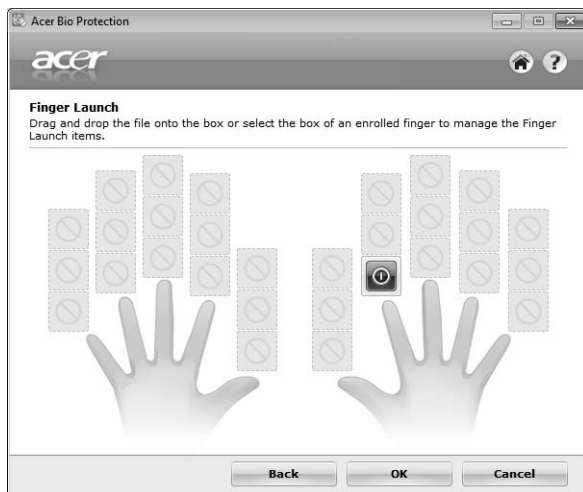 Acer Bio Protection
acer
Finger Launch
Drag and drop the file onto the box or select the box of an enrolled finger to manage the Finger
Launch items.
Back
OK
Cancel